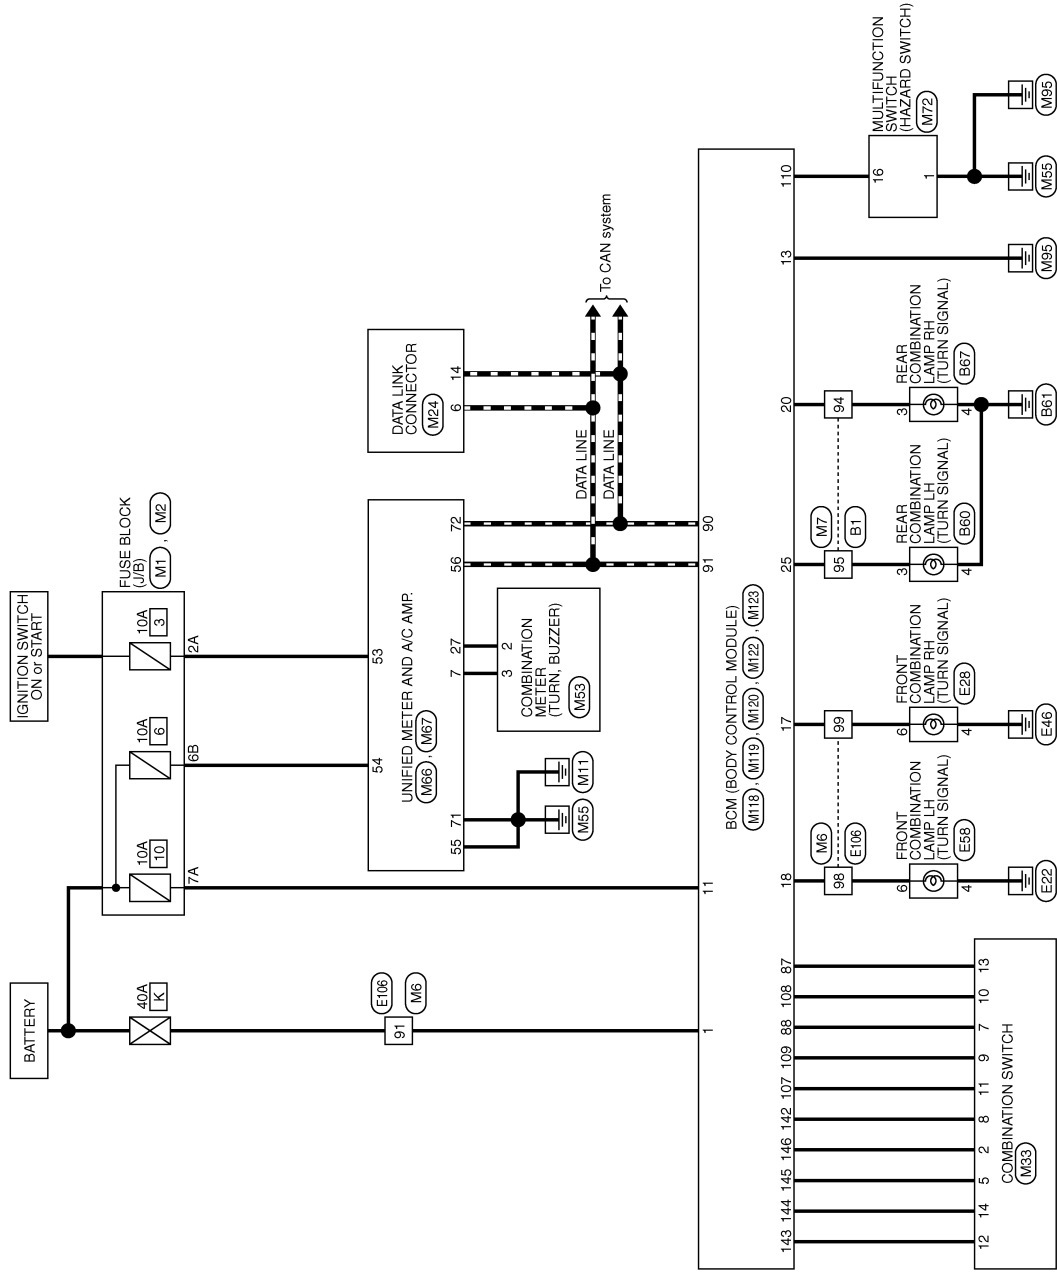 IGNITION SWITCH
ON or START
BATTERY
FUSE BLOCK
(J/B)
M1 , M2
10A
3
2A
10A
6
6B
10A
10
7A
40A
K
E106
M6
91
DATA LINK
CONNECTOR
M24
14
6
To CAN system
DATA LINE
DATA LINE
UNIFIED METER AND A/C AMP.
M66 , M67
53
54
72
56
27
7
71
55
COMBINATION
METER
(TURN, BUZZER)
M53
2
3
M11
M55
BCM (BODY CONTROL MODULE)
M118 , M119 , M120 , M122 , M123
90
91
11
1
110
13
20
25
17
18
87
108
88
109
107
142
146
145
144
143
MULTIFUNCTION
SWITCH
(HAZARD SWITCH)
M72
16
1
M95
M55
M95
94
REAR
COMBINATION
LAMP RH
(TURN SIGNAL)
B67
3
4
B61
M7
B1
95
REAR
COMBINATION
LAMP LH
(TURN SIGNAL)
B60
3
4
99
FRONT
COMBINATION
LAMP RH
(TURN SIGNAL)
E28
6
4
E46
M6
E106
98
FRONT
COMBINATION
LAMP LH
(TURN SIGNAL)
E58
6
4
E22
13
10
7
9
11
8
2
5
14
12
COMBINATION SWITCH
M33